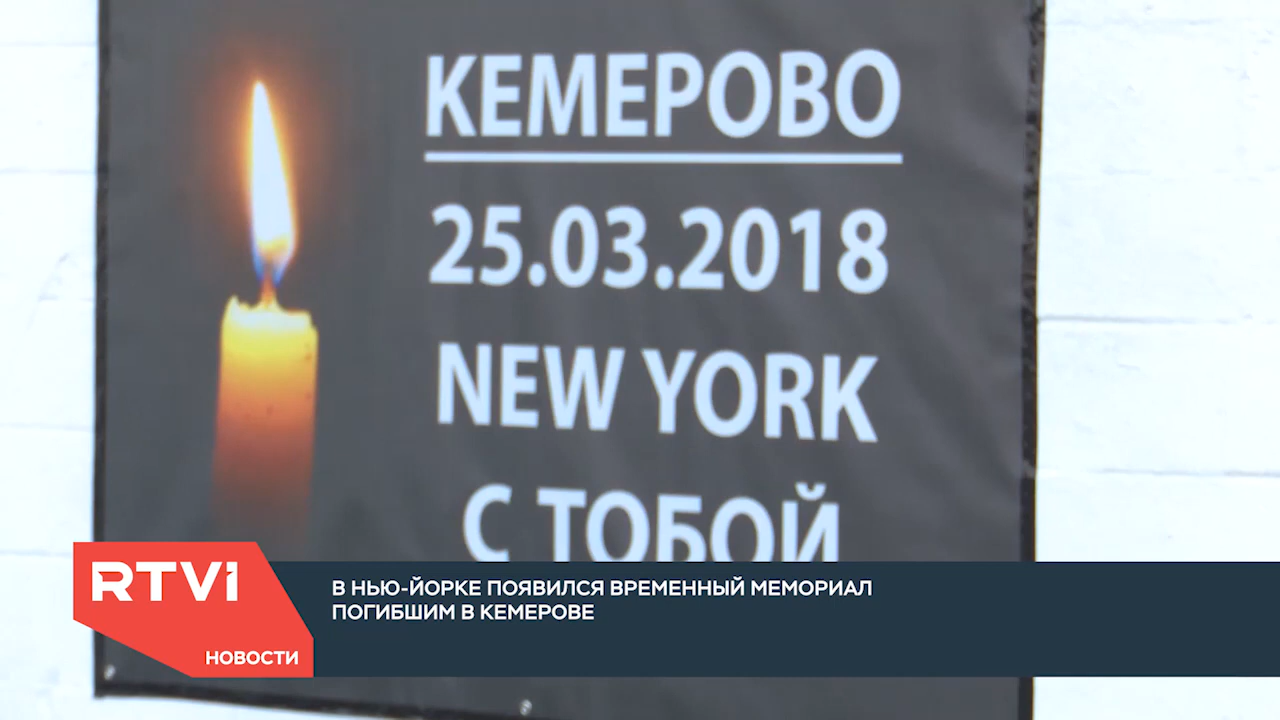 КЕМЕРОВО
25.03.2018
NEW YORK
С ТОБОЙ
RTVI
НОВОСТИ
В НЬЮ-ЙОРКЕ ПОЯВИЛСЯ ВРЕМЕННЫЙ МЕМОРИАЛ
ПОГИБШИМ В КЕМЕРОВЕ